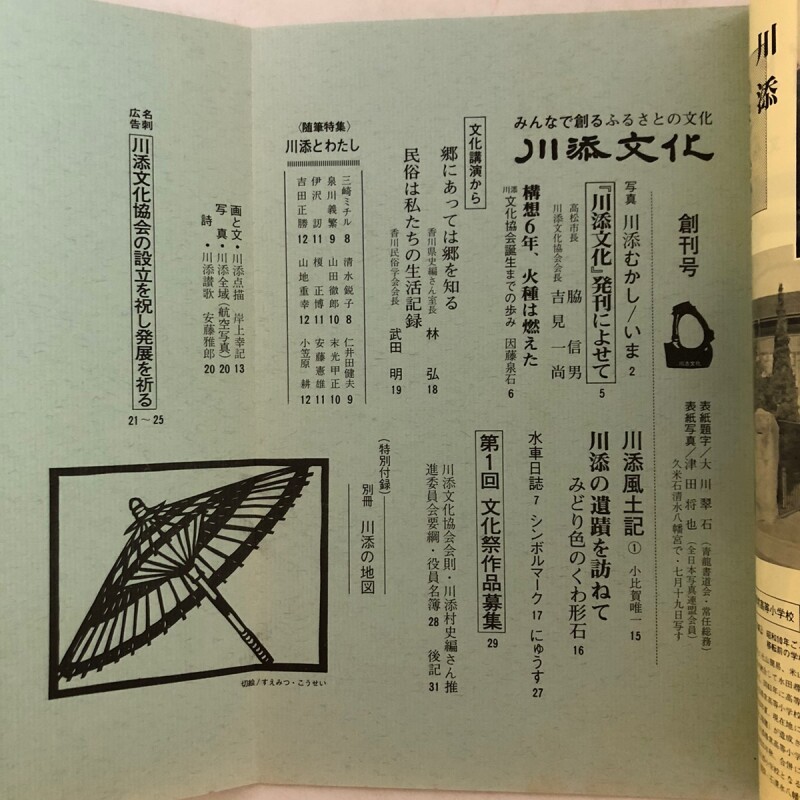 みんなで創るふるさとの文化
川添文化
創刊号
表紙題字／大川翠石（青龍書道会・常任総務）
表紙写真／津田将也（全日本写真連盟会員）
久米石清水八幡宮で・七月十九日写す
写真 川添むかし／いま 2
『川添文化』発刊によせて 5
高松市長 脇信男
川添文化協会会長 吉見一尚
構想6年、火種は燃えた
川添文化協会誕生までの歩み 因藤泉石 6
文化講演から
郷にあっては郷を知る
香川県史編さん室長 林弘 18
民俗は私たちの生活記録
香川民俗学会会長 武田明 19
〈随筆特集〉
川添とわたし
三崎ミチル 8 清水鋭子 8 仁井田健夫 9
泉川義繁 9 山田徹郎 10 末光甲正 10
伊沢訒 11 榎正博 11 安藤憲雄 11
吉田正勝 12 山地重幸 12 小笠原耕 12
画と文・川添点描 岸上幸記 13
写真・川添全域（航空写真） 20
詩・川添讃歌 安藤雅郎 20
名刺広告 川添文化協会の設立を祝し発展を祈る 21〜25
川添風土記① 小比賀唯一 15
川添の遺蹟を訪ねて
みどり色のくわ形石 16
水車日誌 7 シンボルマーク 17 にゅうす 27
第1回 文化祭作品募集 29
川添文化協会会則・川添村史編さん推
進委員会要綱・役員名簿 28 後記 31
（特別付録）
別冊 川添の地図
切絵／すえみつ・こうせい
川添